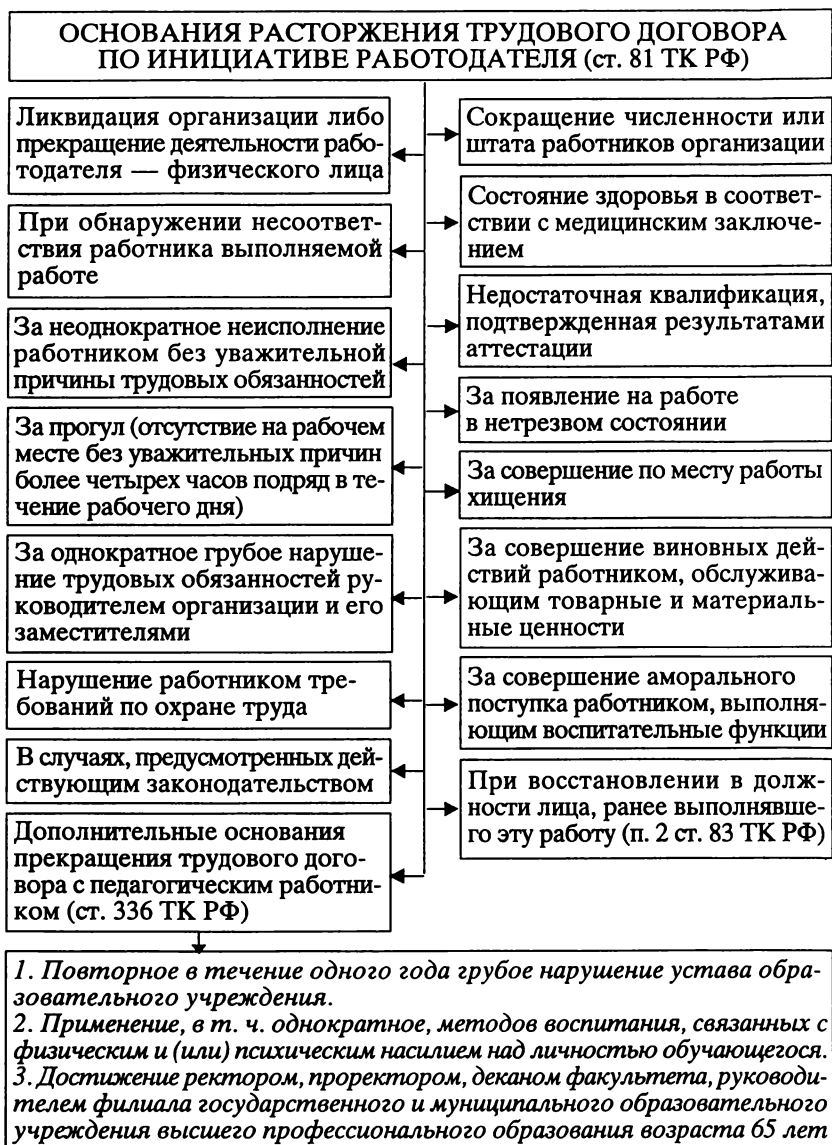 ОСНОВАНИЯ РАСТОРЖЕНИЯ ТРУДОВОГО ДОГОВОРА
ПО ИНИЦИАТИВЕ РАБОТОДАТЕЛЯ (ст. 81 ТК РФ)
Ликвидация организации либо
прекращение деятельности рабо-
тодателя — физического лица
Сокращение численности или
штата работников организации
При обнаружении несоответ-
ствия работника выполняемой
работе
Состояние здоровья в соответ-
ствии с медицинским заключе-
нием
За неоднократное неисполнение
работником без уважительной
причины трудовых обязанностей
Недостаточная квалификация,
подтвержденная результатами
аттестации
За прогул (отсутствие на рабочем
месте без уважительных причин
более четырех часов подряд в те-
чение рабочего дня)
За появление на работе
в нетрезвом состоянии
За совершение по месту работы
хищения
За однократное грубое наруше-
ние трудовых обязанностей ру-
ководителем организации и его
заместителями
За совершение виновных дей-
ствий работником, обслужива-
ющим товарные и материаль-
ные ценности
Нарушение работником тре-
бований по охране труда
За совершение аморального
поступка работником, выполня-
ющим воспитательные функции
В случаях, предусмотренных дей-
ствующим законодательством
При восстановлении в долж-
ности лица, ранее выполнявше-
го эту работу (п. 2 ст. 83 ТК РФ)
Дополнительные основания
прекращения трудового дого-
вора с педагогическим работни-
ком (ст. 336 ТК РФ)
1. Повторное в течение одного года грубое нарушение устава обра-
зовательного учреждения.
2. Применение, в т. ч. однократное, методов воспитания, связанных с
физическим и (или) психическим насилием над личностью обучающегося.
3. Достижение ректором, проректором, деканом факультета, руководи-
телем филиала государственного и муниципального образовательного
учреждения высшего профессионального образования возраста 65 лет